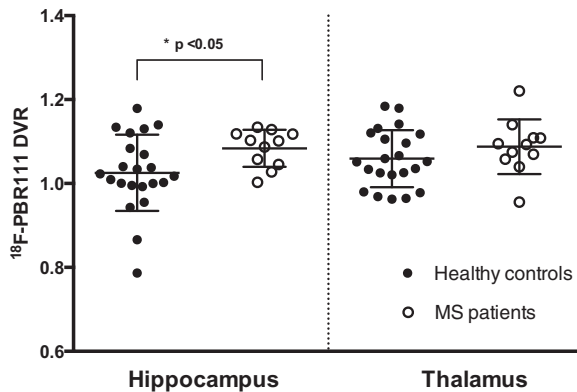 1.4
* p <0.05
1.2
1.0
0.8
0.6
¹⁸F-PBR111 DVR
Healthy controls
MS patients
Hippocampus
Thalamus